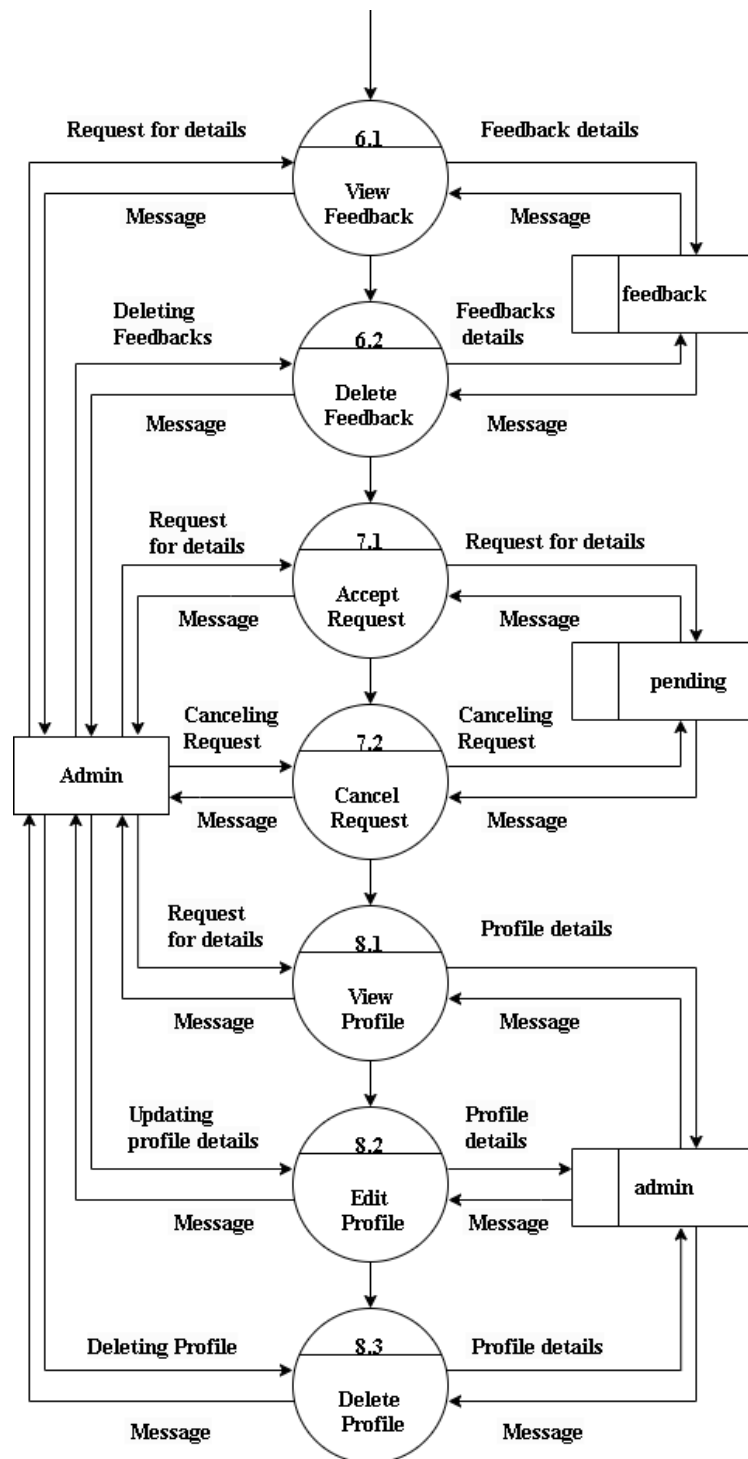 Request for details
6.1
Feedback details
View
Feedback
Message
Message
feedback
Deleting
Feedbacks
6.2
Feedbacks
details
Delete
Feedback
Message
Message
Request
for details
7.1
Request for details
Accept
Request
Message
Message
pending
Canceling
Request
7.2
Canceling
Request
Admin
Cancel
Request
Message
Message
Request
for details
8.1
Profile details
View
Profile
Message
Message
Updating
profile details
8.2
Profile
details
Edit
Profile
admin
Message
Message
Deleting Profile
8.3
Profile details
Delete
Profile
Message
Message